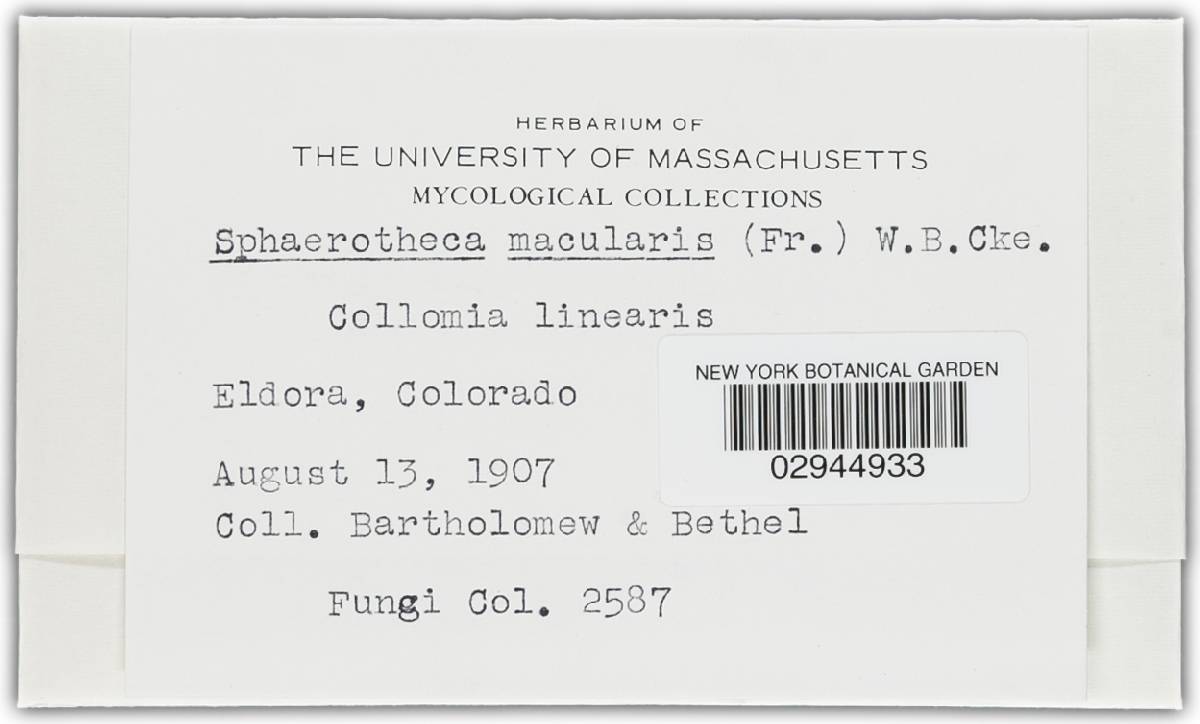 HERBARIUM OF
THE UNIVERSITY OF MASSACHUSETTS
MYCOLOGICAL COLLECTIONS
Sphaerotheca macularis (Fr.) W.B.Cke.
Collomia linearis
Eldora, Colorado
NEW YORK BOTANICAL GARDEN
02944933
August 13, 1907
Coll. Bartholomew & Bethel
Fungi Col. 2587